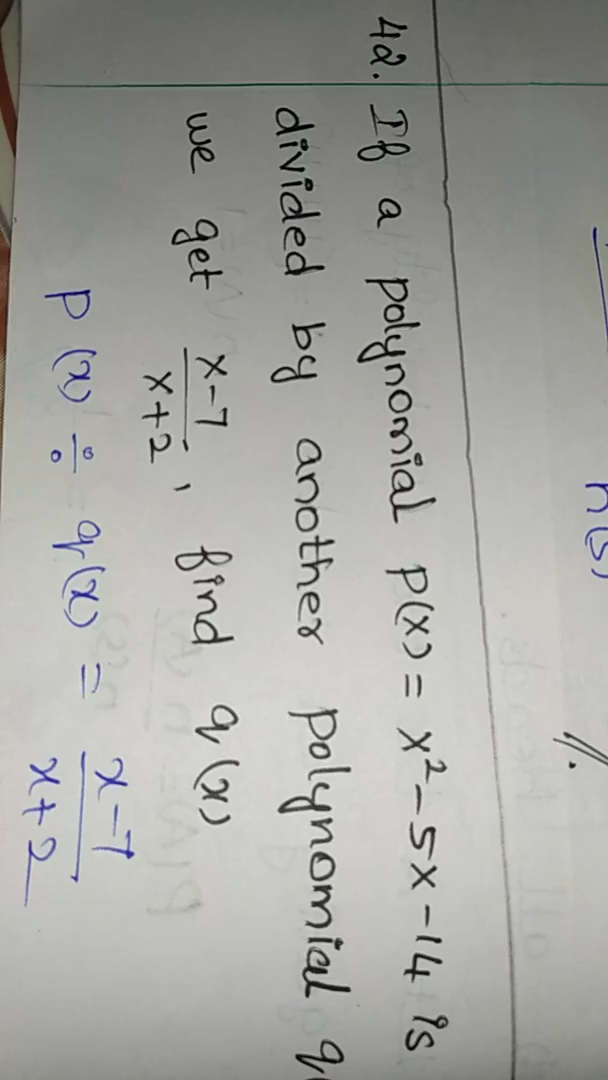 n(s)
//.
42. If a polynomial p(x) = x² - 5x - 14 is
divided by another polynomial q(
we get x-7/x+2, find q(x)
P(x) ÷ q(x) = x-7/x+2